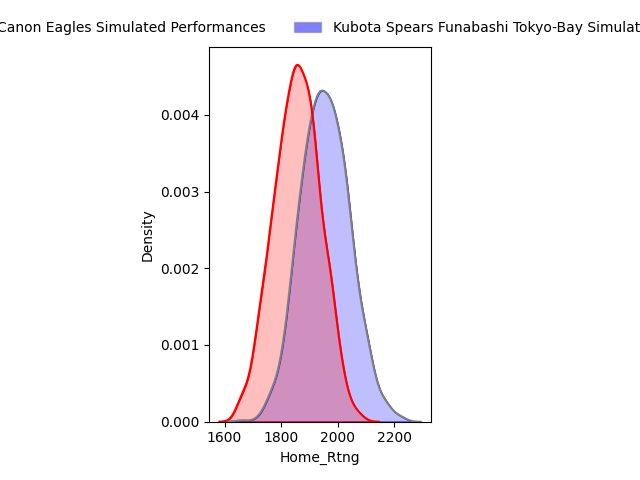 Canon Eagles Simulated Performances
Kubota Spears Funabashi Tokyo-Bay Simulat
0.004
0.003
0.002
0.001
0.000
Density
1600 1800 2000 2200
Home_Rtng